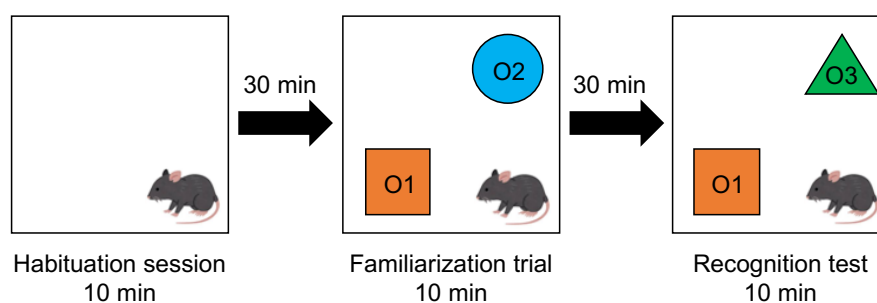 30 min
30 min
O2
O3
O1
O1
Habituation session
10 min
Familiarization trial
10 min
Recognition test
10 min